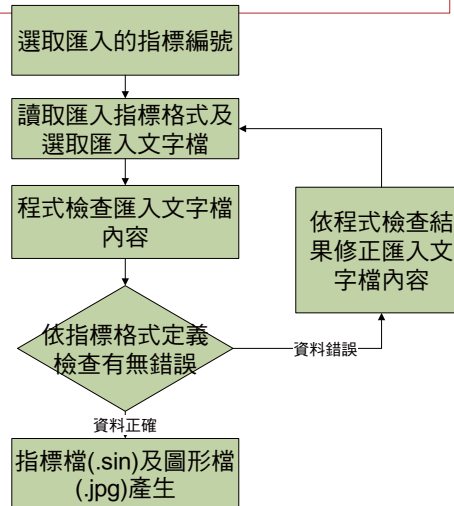 選取匯入的指標編號
讀取匯入指標格式及
選取匯入文字檔
程式檢查匯入文字檔
內容
依程式檢查結
果修正匯入文
字檔內容
依指標格式定義
檢查有無錯誤
資料錯誤
資料正確
指標檔(.sin)及圖形檔
(.jpg)產生